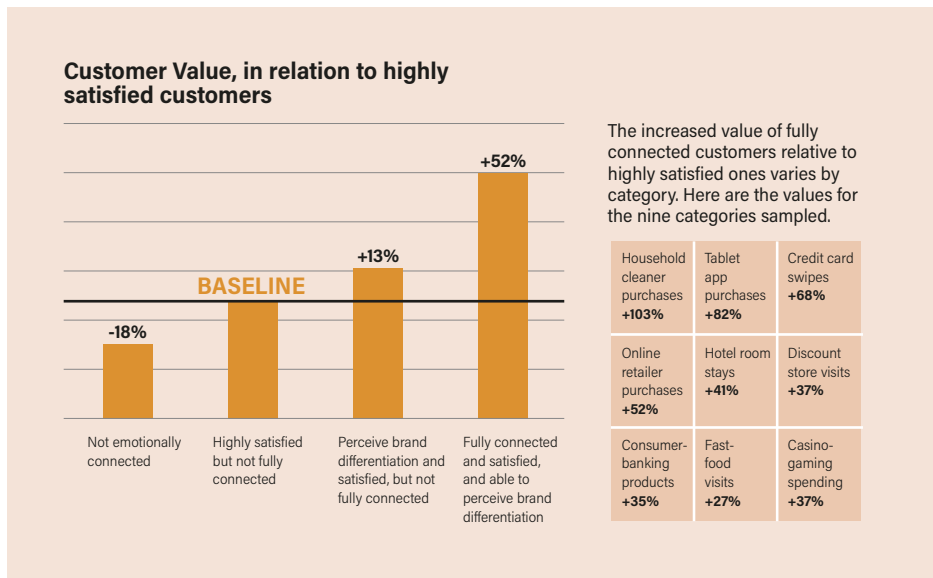 Customer Value, in relation to highly
satisfied customers
+52%
+13%
BASELINE
-18%
Not emotionally
connected
Highly satisfied
but not fully
connected
Perceive brand
differentiation and
satisfied, but not
fully connected
Fully connected
and satisfied,
and able to
perceive brand
differentiation
The increased value of fully
connected customers relative to
highly satisfied ones varies by
category. Here are the values for
the nine categories sampled.
Household
cleaner
purchases
+103%
Tablet
app
purchases
+82%
Credit card
swipes
+68%
Online
retailer
purchases
+52%
Hotel room
stays
+41%
Discount
store visits
+37%
Consumer-
banking
products
+35%
Fast-
food
visits
+27%
Casino-
gaming
spending
+37%